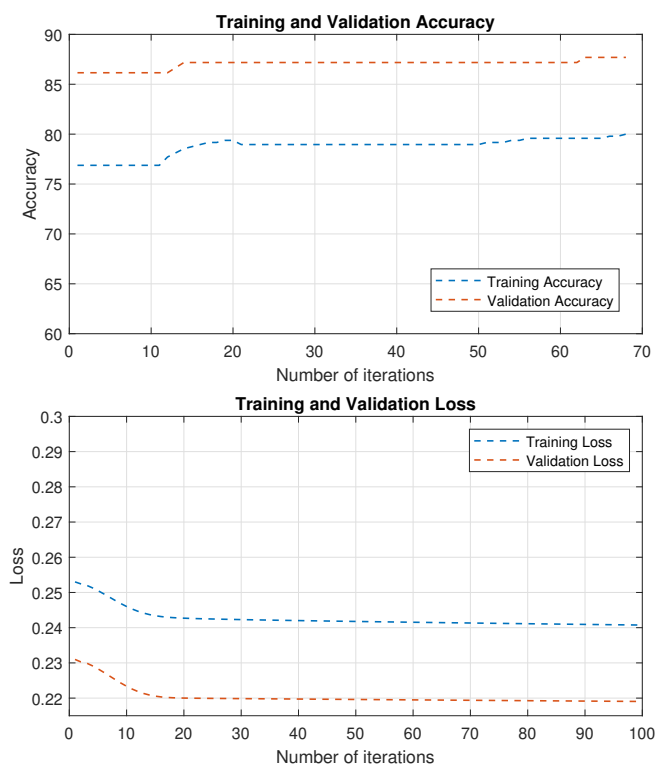 Training and Validation Accuracy
90
85
80
75
70
65
60
Accuracy
Training Accuracy
Validation Accuracy
0 10 20 30 40 50 60 70
Number of iterations
Training and Validation Loss
0.3
0.29
0.28
0.27
0.26
0.25
0.24
0.23
0.22
Loss
Training Loss
Validation Loss
0 10 20 30 40 50 60 70 80 90 100
Number of iterations